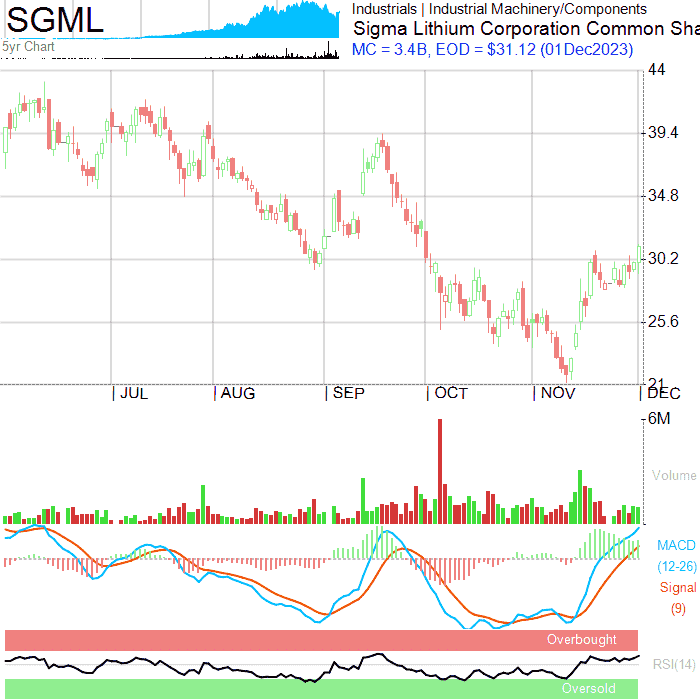 SGML
5yr Chart
Industrials | Industrial Machinery/Components
Sigma Lithium Corporation Common Sha
MC = 3.4B, EOD = $31.12 (01Dec2023)
44
39.4
34.8
30.2
25.6
21
| JUL | AUG | SEP | OCT | NOV | DEC
6M
Volume
MACD
(12-26)
Signal
(9)
Overbought
RSI(14)
Oversold